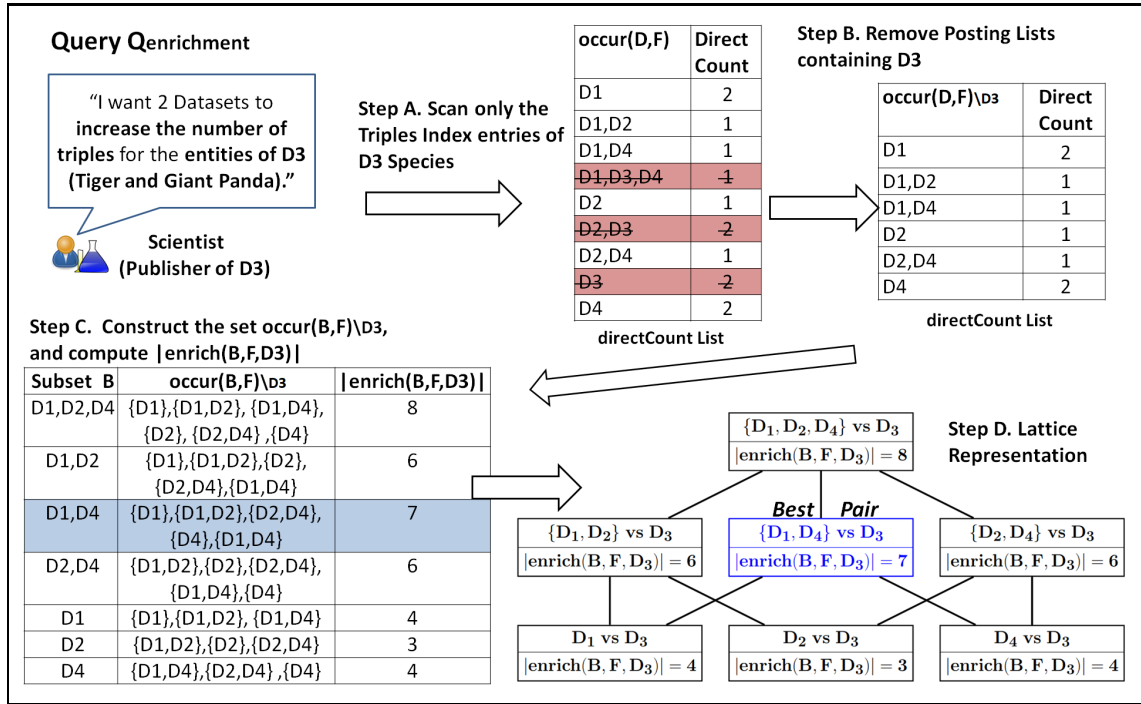 Query Qenrichment
“I want 2 Datasets to
increase the number of
triples for the entities of D3
(Tiger and Giant Panda).”
Scientist
(Publisher of D3)
Step A. Scan only the
Triples Index entries of
D3 Species
occur(D,F) Direct
Count
D1 2
D1,D2 1
D1,D4 1
D1,D3,D4 1
D2 1
D2,D3 2
D2,D4 1
D3 2
D4 2
directCount List
Step B. Remove Posting Lists
containing D3
occur(D,F)\D3 Direct
Count
D1 2
D1,D2 1
D1,D4 1
D2 1
D2,D4 1
D4 2
directCount List
Step C. Construct the set occur(B,F)\D3,
and compute |enrich(B,F,D3)|
Subset B occur(B,F)\D3 |enrich(B,F,D3)|
D1,D2,D4 {D1},{D1,D2}, {D1,D4}, 8
{D2}, {D2,D4} ,{D4}
D1,D2 {D1},{D1,D2},{D2}, 6
{D2,D4},{D1,D4}
D1,D4 {D1},{D1,D2},{D2,D4}, 7
{D4},{D1,D4}
D2,D4 {D1,D2},{D2},{D2,D4}, 6
{D1,D4},{D4}
D1 {D1},{D1,D2}, {D1,D4} 4
D2 {D1,D2},{D2},{D2,D4} 3
D4 {D1,D4},{D2,D4} ,{D4} 4
Step D. Lattice
Representation
{D₁, D₂, D₄} vs D₃
|enrich(B, F, D₃)| = 8
Best Pair
{D₁, D₂} vs D₃
|enrich(B, F, D₃)| = 6
{D₁, D₄} vs D₃
|enrich(B, F, D₃)| = 7
{D₂, D₄} vs D₃
|enrich(B, F, D₃)| = 6
D₁ vs D₃
|enrich(B, F, D₃)| = 4
D₂ vs D₃
|enrich(B, F, D₃)| = 3
D₄ vs D₃
|enrich(B, F, D₃)| = 4